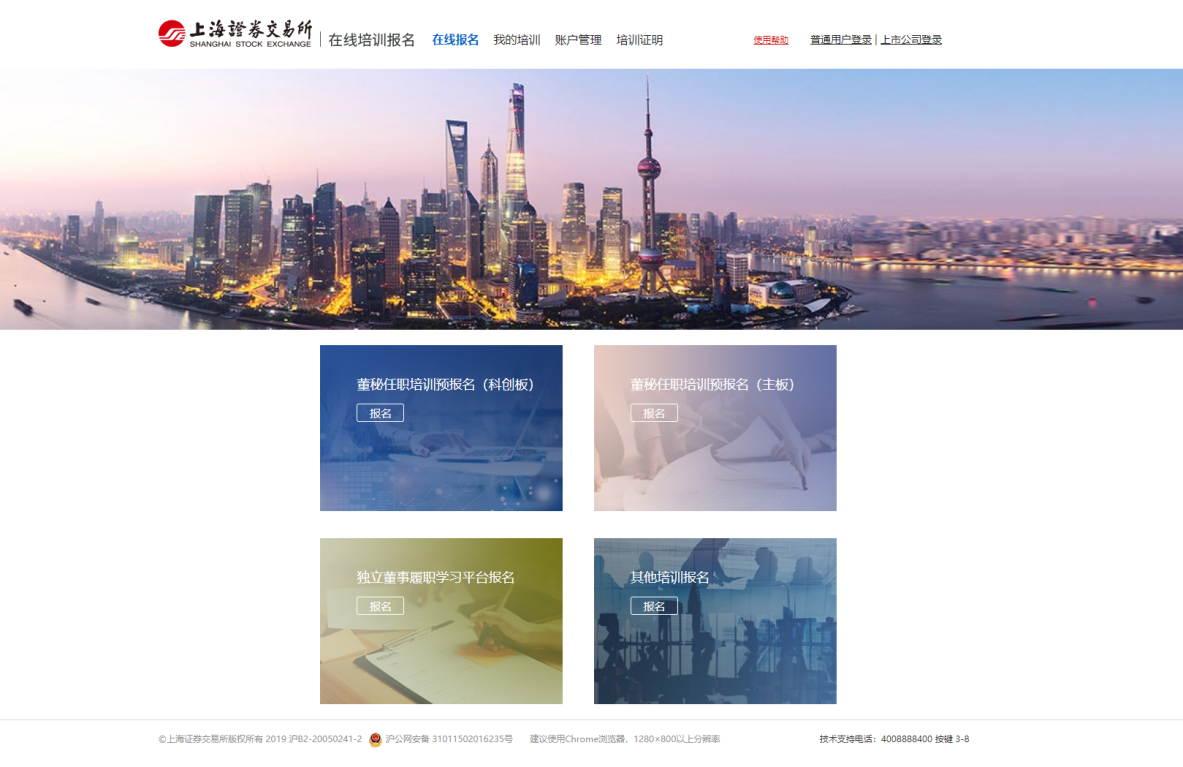 上海證券交易所
SHANGHAI STOCK EXCHANGE
在线培训报名 在线报名 我的培训 账户管理 培训证明 使用帮助 普通用户登录 | 上市公司登录
董秘任职培训预报名（科创板）
报名
董秘任职培训预报名（主板）
报名
独立董事履职学习平台报名
报名
其他培训报名
报名
©上海证券交易所版权所有 2019 沪B2-20050241-2 沪公网安备 31011502016235号 建议使用Chrome浏览器，1280×800以上分辨率 技术支持电话：4008888400 按键 3-8